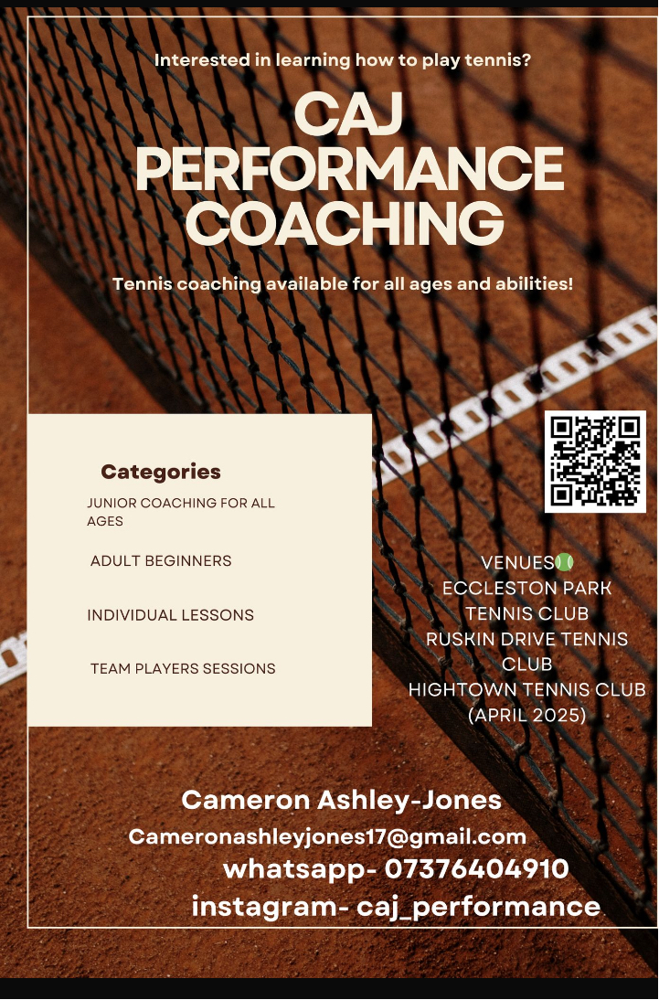 Interested in learning how to play tennis?
CAJ
PERFORMANCE
COACHING
Tennis coaching available for all ages and abilities!
Categories
JUNIOR COACHING FOR ALL
AGES
ADULT BEGINNERS
INDIVIDUAL LESSONS
TEAM PLAYERS SESSIONS
VENUES🎾
ECCLESTON PARK
TENNIS CLUB
RUSKIN DRIVE TENNIS
CLUB
HIGHTOWN TENNIS CLUB
(APRIL 2025)
Cameron Ashley-Jones
Cameronashleyjones17@gmail.com
whatsapp- 07376404910
instagram- caj_performance